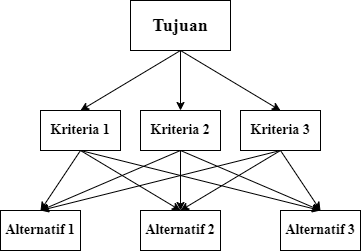 Tujuan
Kriteria 1
Kriteria 2
Kriteria 3
Alternatif 1
Alternatif 2
Alternatif 3